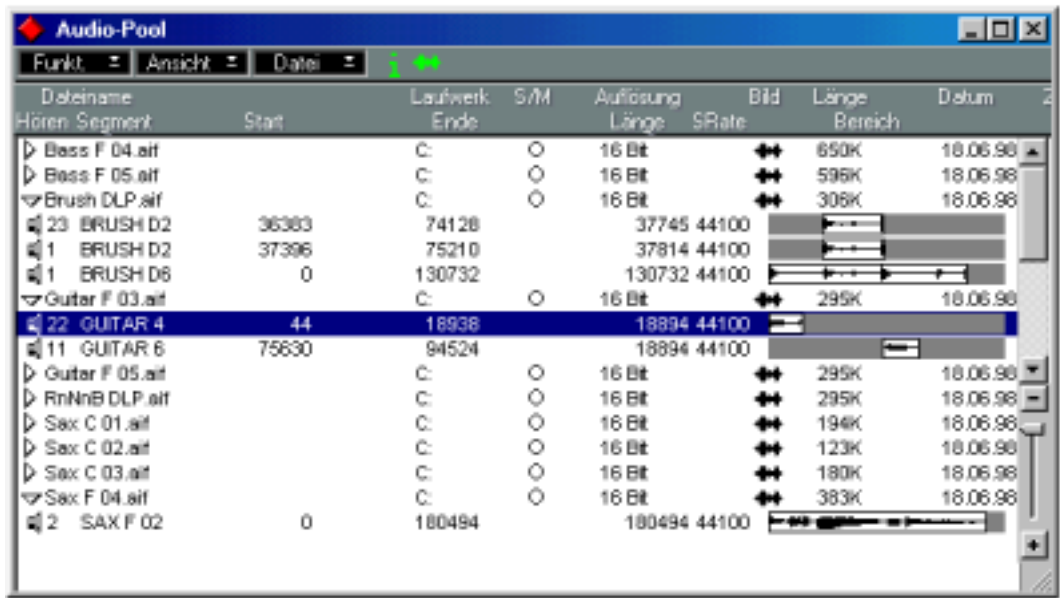 Audio-Pool
Funkt. Ansicht Datei
Dateiname Laufwerk S/M Auflösung Bild Länge Datum Z
Hören Segment Start Ende Länge SRate Bereich
Bass F 04.aif C: 16 Bit 650K 18.06.98
Bass F 05.aif C: 16 Bit 596K 18.06.98
Brush DLP.aif C: 16 Bit 306K 18.06.98
23 BRUSH D2 36383 74128 37745 44100
1 BRUSH D2 37396 75210 37814 44100
1 BRUSH D6 0 130732 130732 44100
Guitar F 03.aif C: 16 Bit 295K 18.06.98
22 GUITAR 4 44 18938 18894 44100
11 GUITAR 6 75630 94524 18894 44100
Guitar F 05.aif C: 16 Bit 295K 18.06.98
RnNnB DLP.aif C: 16 Bit 295K 18.06.98
Sax C 01.aif C: 16 Bit 194K 18.06.98
Sax C 02.aif C: 16 Bit 123K 18.06.98
Sax C 03.aif C: 16 Bit 180K 18.06.98
Sax F 04.aif C: 16 Bit 383K 18.06.98
2 SAX F 02 0 180494 180494 44100